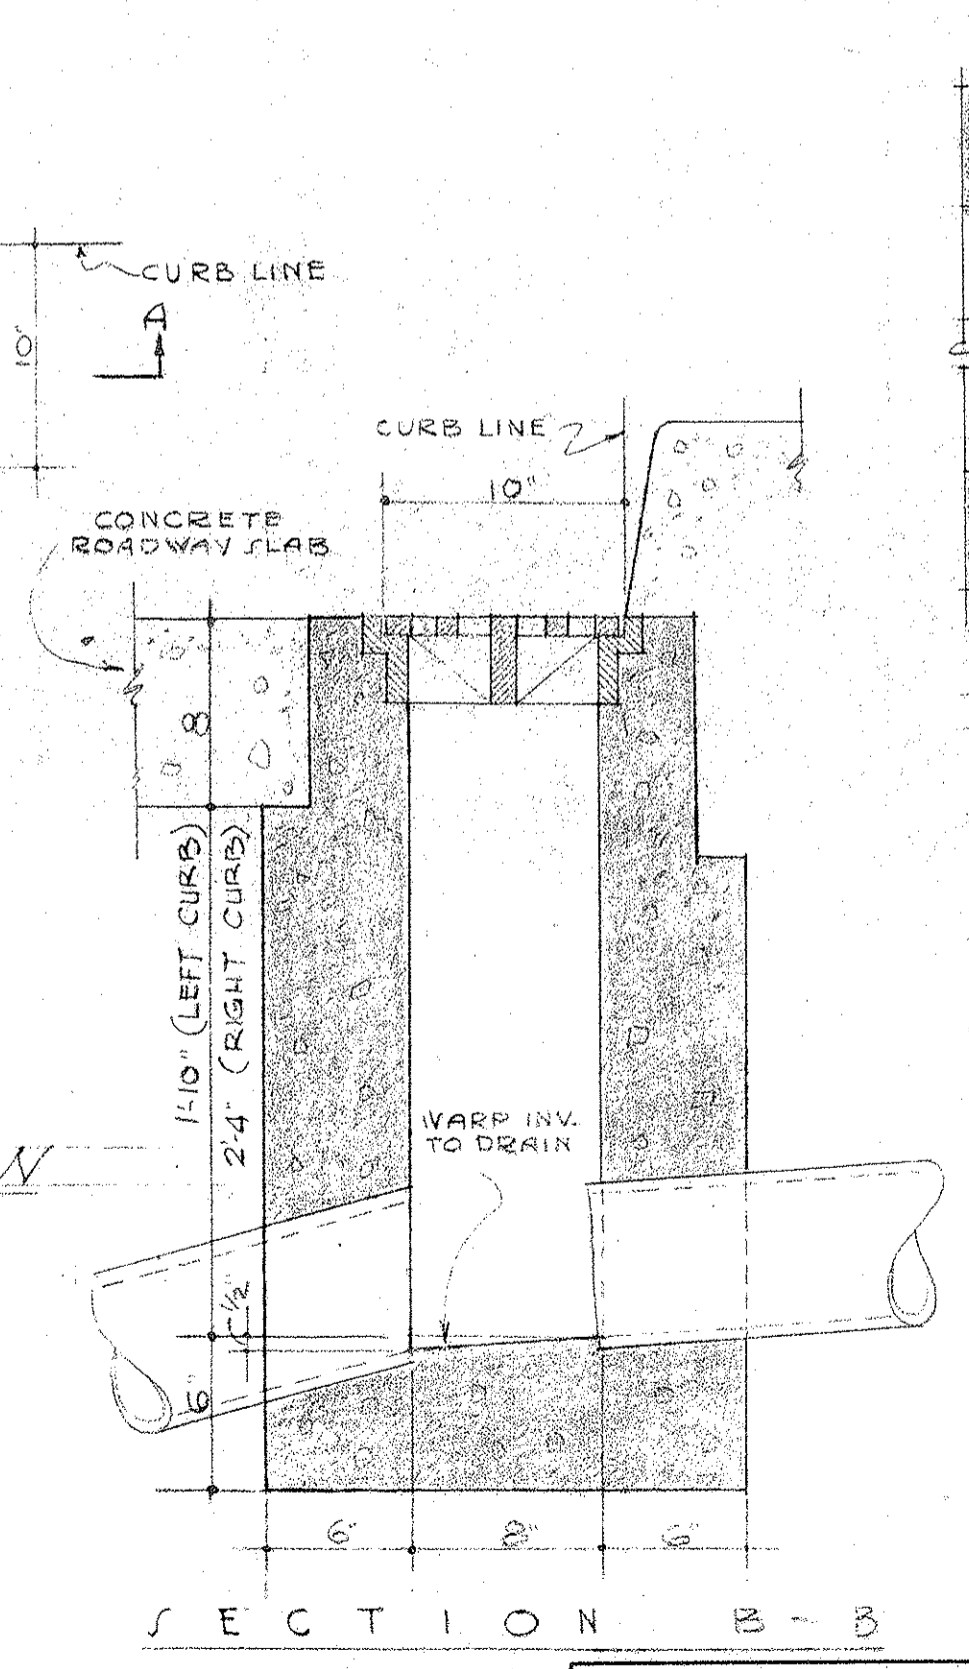 CURB LINE
A
10"
CURB LINE
10"
CONCRETE
ROADWAY SLAB
8
1'-10" (LEFT CURB)
2'-4" (RIGHT CURB)
WARP INV.
TO DRAIN
N
1/2"
6"
6"
8"
6"
SECTION B-B